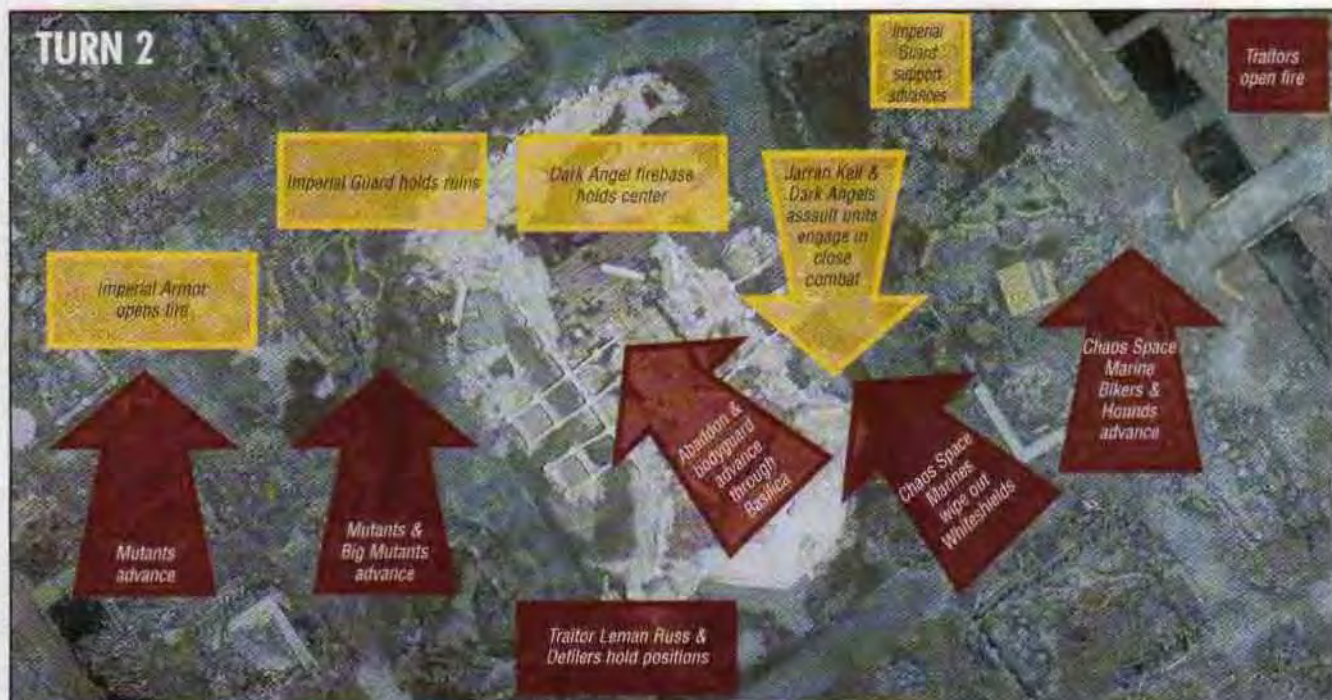 TURN 2
Imperial
Guard
support
advances
Traitors
open fire
Imperial Guard holds ruins
Dark Angel firebase
holds center
Jarran Kell &
Dark Angels
assault units
engage in
close
combat
Imperial Armor
opens fire
Chaos Space
Marine
Bikers &
Hounds
advance
Abaddon &
bodyguard
advance
through
Basilica
Chaos Space
Marines
wipe out
Whiteshields
Mutants
advance
Mutants &
Big Mutants
advance
Traitor Leman Russ &
Defilers hold positions